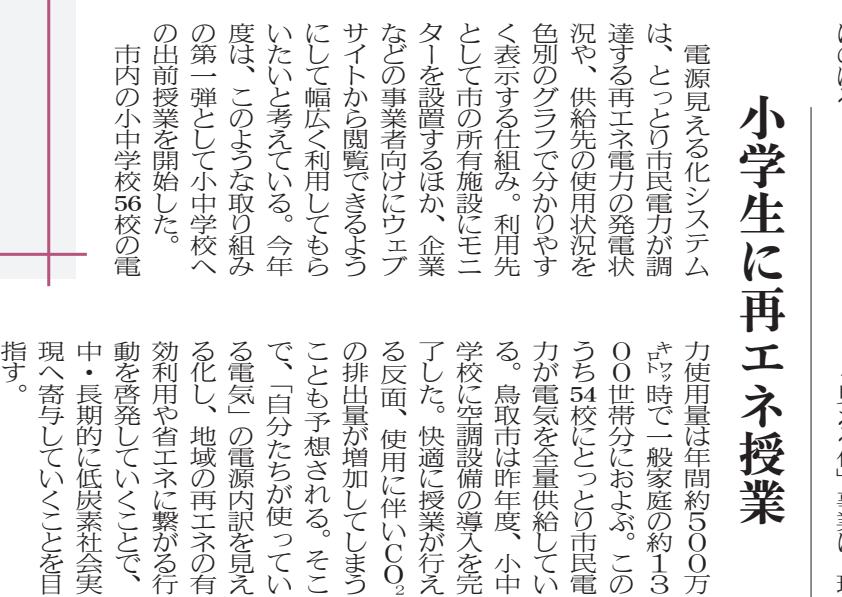 小学生に再エネ授業
電源見える化システム
は、とっとり市民電力が調
達する再エネ電力の発電状
況や、供給先の使用状況を
色別のグラフで分かりやす
く表示する仕組み。利用先
として市の所有施設にモニ
ターを設置するほか、企業
などの事業者向けにウェブ
サイトから閲覧できるよう
にして幅広く利用してもら
いたいと考えている。今年
度は、このような取り組み
の第一弾として小中学校へ
の出前授業を開始した。
市内の小中学校56校の電
力使用量は年間約500万
キロワッ時で一般家庭の約13
00世帯分におよぶ。この
うち54校にとっとり市民電
力が電気を全量供給してい
る。鳥取市は昨年度、小中
学校に空調設備の導入を完
了した。快適に授業が行え
る反面、使用に伴いCO₂
の排出量が増加してしまう
ことも予想される。そこ
で、「自分たちが使ってい
る電気」の電源内訳を見え
る化し、地域の再エネの有
効利用や省エネに繋がる行
動を啓発していくことで、
中・長期的に低炭素社会実
現へ寄与していくことを目
指す。